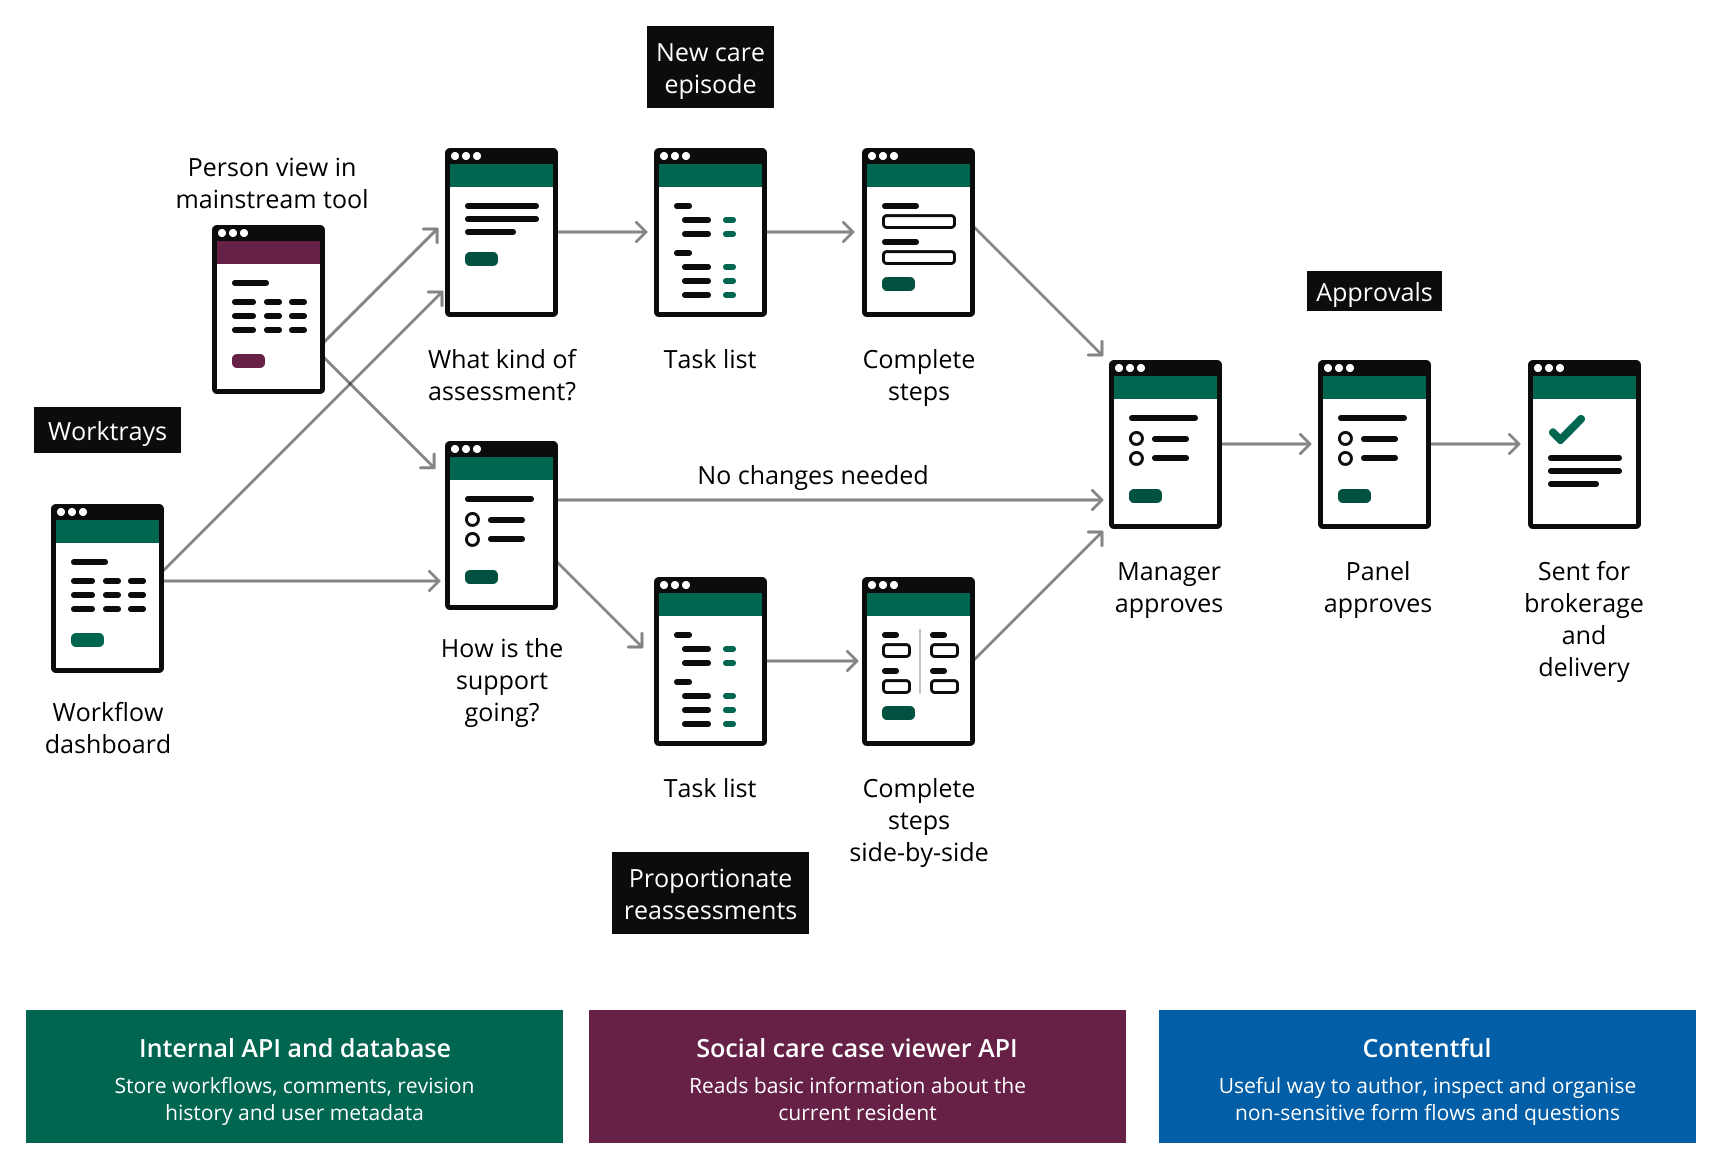 New care
episode
Person view in
mainstream tool
What kind of
assessment?
Task list
Complete
steps
Approvals
Worktrays
No changes needed
Manager
approves
Panel
approves
Sent for
brokerage
and
delivery
How is the
support
going?
Workflow
dashboard
Task list
Complete
steps
side-by-side
Proportionate
reassessments
Internal API and database
Store workflows, comments, revision
history and user metadata
Social care case viewer API
Reads basic information about the
current resident
Contentful
Useful way to author, inspect and organise
non-sensitive form flows and questions